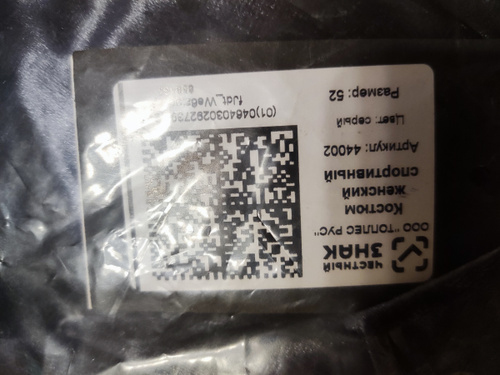 ЧЕСТНЫЙ
ЗНАК
ООО "ТОПЛЕС РУС"
Костюм
женский
спортивный
Артикул: 44002
Цвет: серый
Размер: 52